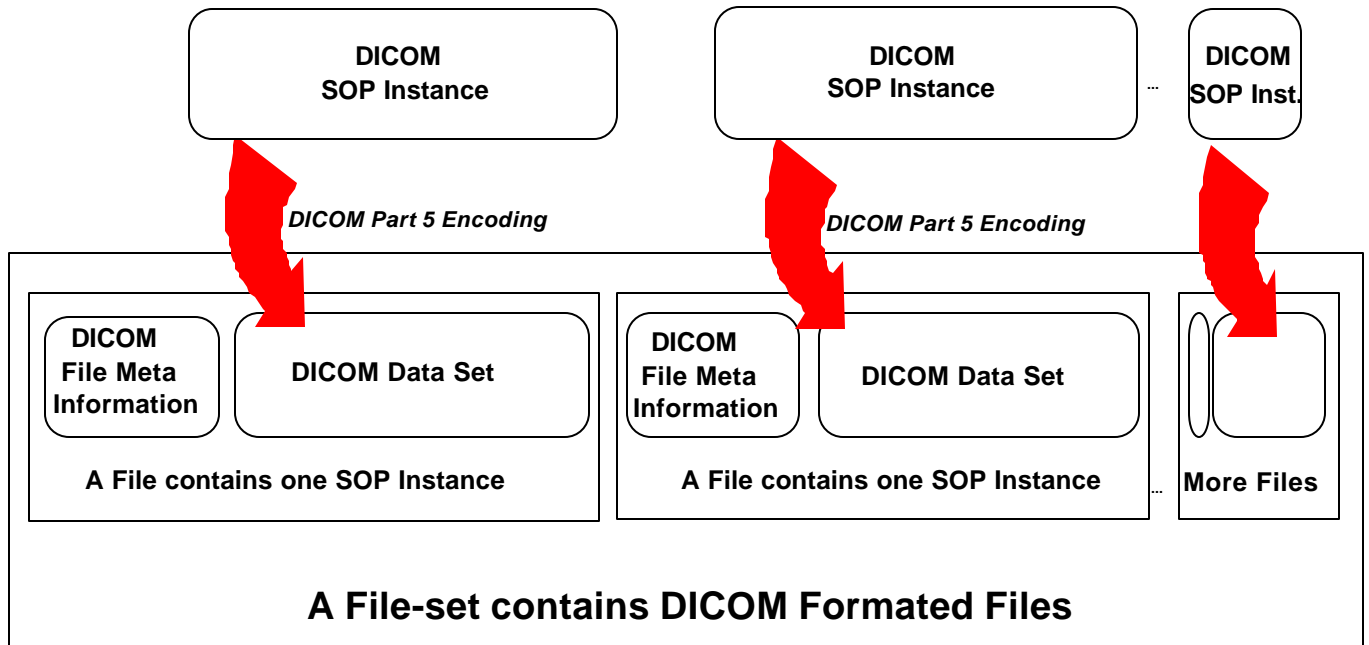 DICOM
SOP Instance
DICOM
SOP Instance
...
DICOM
SOP Inst.
DICOM Part 5 Encoding
DICOM Part 5 Encoding
DICOM
File Meta
Information
DICOM Data Set
A File contains one SOP Instance
DICOM
File Meta
Information
DICOM Data Set
A File contains one SOP Instance
...
More Files
A File-set contains DICOM Formated Files